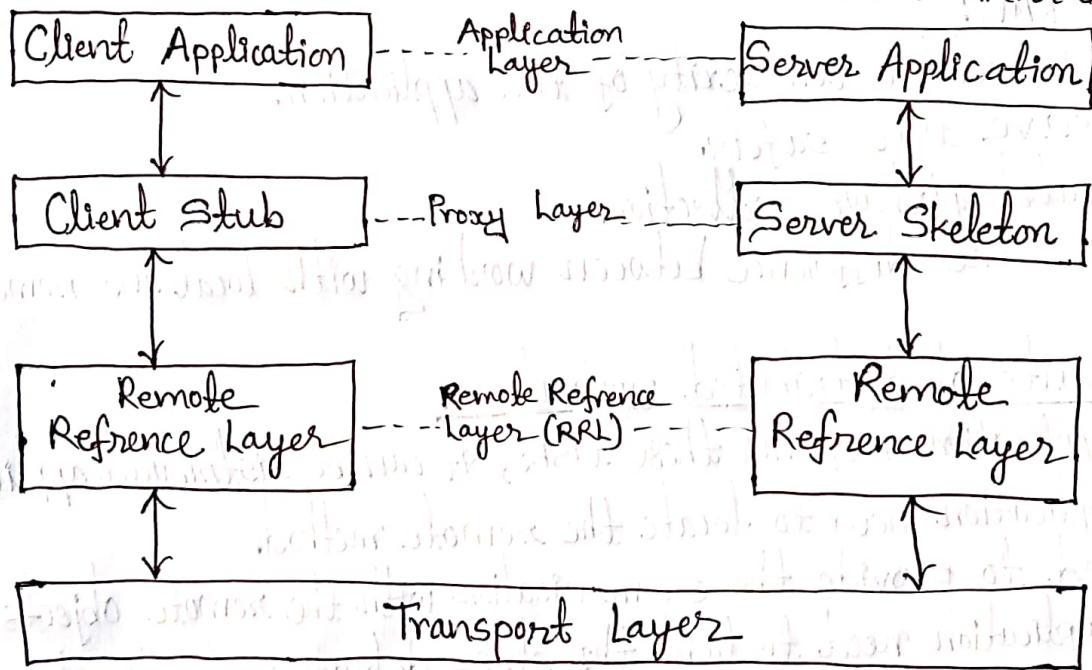 Client Application
Application
Layer
Server Application
Client Stub
Proxy Layer
Server Skeleton
Remote
Refrence Layer
Remote Refrence
Layer (RRL)
Remote
Refrence Layer
Transport Layer